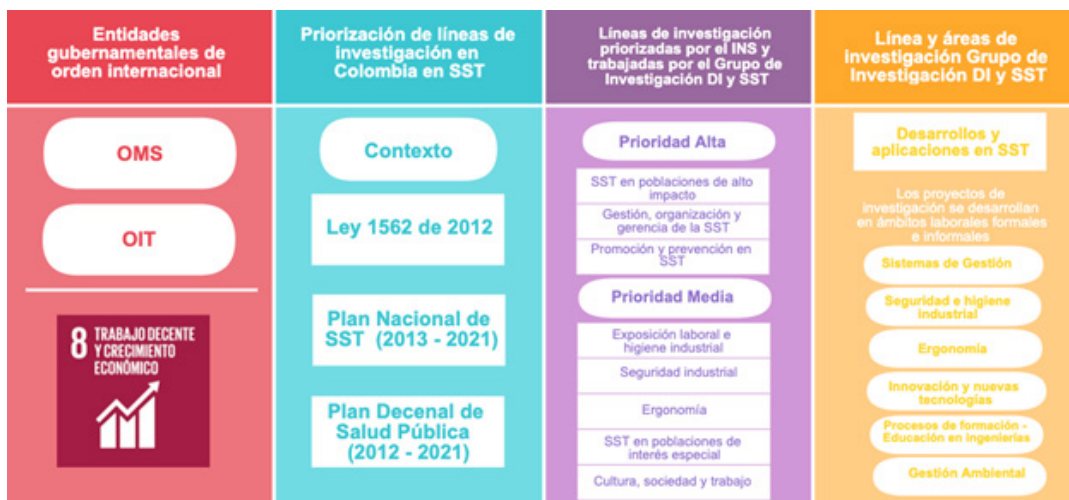 Entidades
gubernamentales de
orden internacional
OMS
OIT
8 TRABAJO DECENTE
Y CRECIMIENTO
ECONÓMICO
Priorización de líneas de
investigación en
Colombia en SST
Contexto
Ley 1562 de 2012
Plan Nacional de
SST (2013 - 2021)
Plan Decenal de
Salud Pública
(2012 - 2021)
Líneas de investigación
priorizadas por el INS y
trabajadas por el Grupo de
Investigación DI y SST
Prioridad Alta
SST en poblaciones de alto
impacto
Gestión, organización y
gerencia de la SST
Promoción y prevención en
SST
Prioridad Media
Exposición laboral e
higiene industrial
Seguridad industrial
Ergonomía
SST en poblaciones de
interés especial
Cultura, sociedad y trabajo
Línea y áreas de
investigación Grupo de
Investigación DI y SST
Desarrollos y
aplicaciones en SST
Los proyectos de
investigación se desarrollan
en ámbitos laborales formales
e informales
Sistemas de Gestión
Seguridad e higiene
industrial
Ergonomía
Innovación y nuevas
tecnologías
Procesos de formación -
Educación en ingenierías
Gestión Ambiental